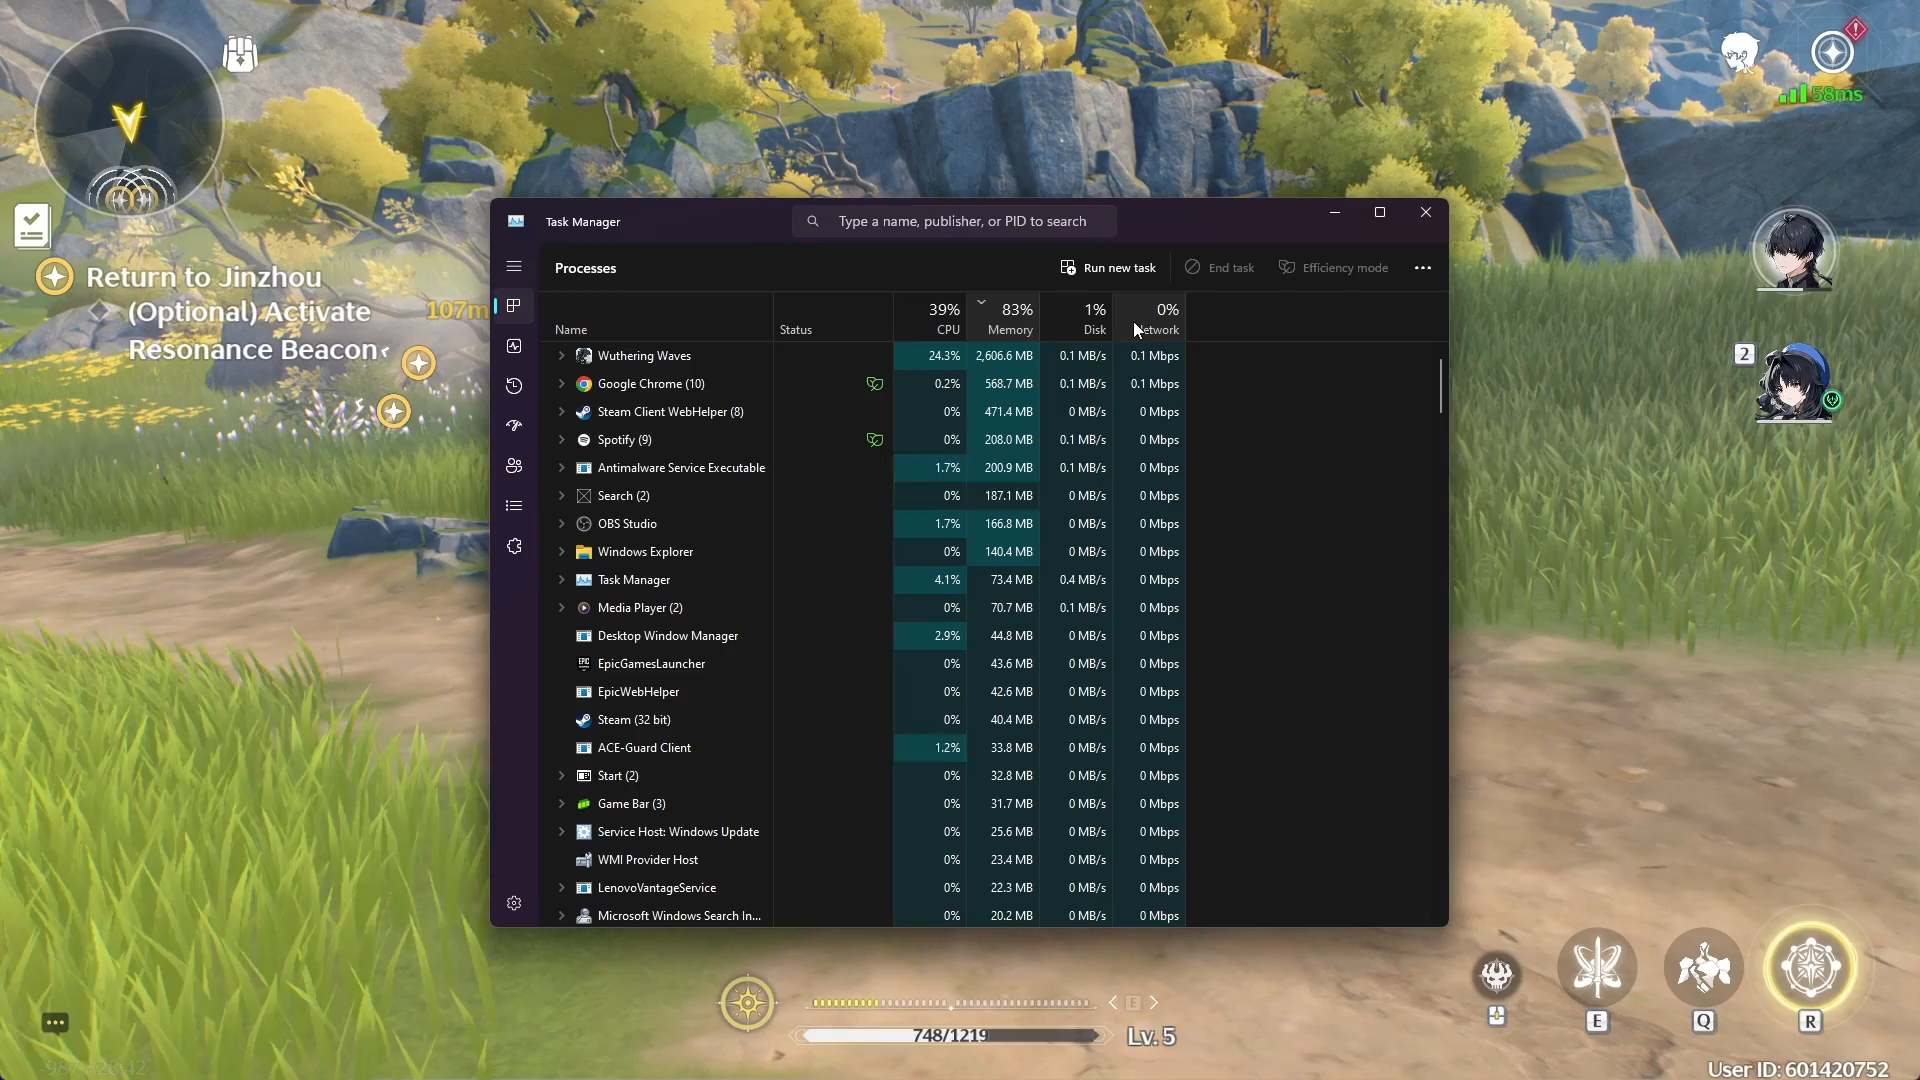 58ms
Return to Jinzhou
(Optional) Activate 107m
Resonance Beacon
Task Manager
Type a name, publisher, or PID to search
Processes
Run new task
End task
Efficiency mode
39% 83% 1% 0%
Name Status CPU Memory Disk
Wuthering Waves 24.3% 2,606.6 MB 0.1 MB/s 0.1 Mbps
Google Chrome (10) 0.2% 568.7 MB 0.1 MB/s 0.1 Mbps
Steam Client WebHelper (8) 0% 471.4 MB 0 MB/s 0 Mbps
Spotify (9) 0% 208.0 MB 0.1 MB/s 0 Mbps
Antimalware Service Executable 1.7% 200.9 MB 0.1 MB/s 0 Mbps
Search (2) 0% 187.1 MB 0 MB/s 0 Mbps
OBS Studio 1.7% 166.8 MB 0 MB/s 0 Mbps
Windows Explorer 0% 140.4 MB 0 MB/s 0 Mbps
Task Manager 4.1% 73.4 MB 0.4 MB/s 0 Mbps
Media Player (2) 0% 70.7 MB 0.1 MB/s 0 Mbps
Desktop Window Manager 2.9% 44.8 MB 0 MB/s 0 Mbps
EpicGamesLauncher 0% 43.6 MB 0 MB/s 0 Mbps
EpicWebHelper 0% 42.6 MB 0 MB/s 0 Mbps
Steam (32 bit) 0% 40.4 MB 0 MB/s 0 Mbps
ACE-Guard Client 1.2% 33.8 MB 0 MB/s 0 Mbps
Start (2) 0% 32.8 MB 0 MB/s 0 Mbps
Game Bar (3) 0% 31.7 MB 0 MB/s 0 Mbps
Service Host: Windows Update 0% 25.6 MB 0 MB/s 0 Mbps
WMI Provider Host 0% 23.4 MB 0 MB/s 0 Mbps
LenovoVantageService 0% 22.3 MB 0 MB/s 0 Mbps
Microsoft Windows Search In... 0% 20.2 MB 0 MB/s 0 Mbps
2
E
748/1219
Lv. 5
E
Q
R
User ID: 601420752